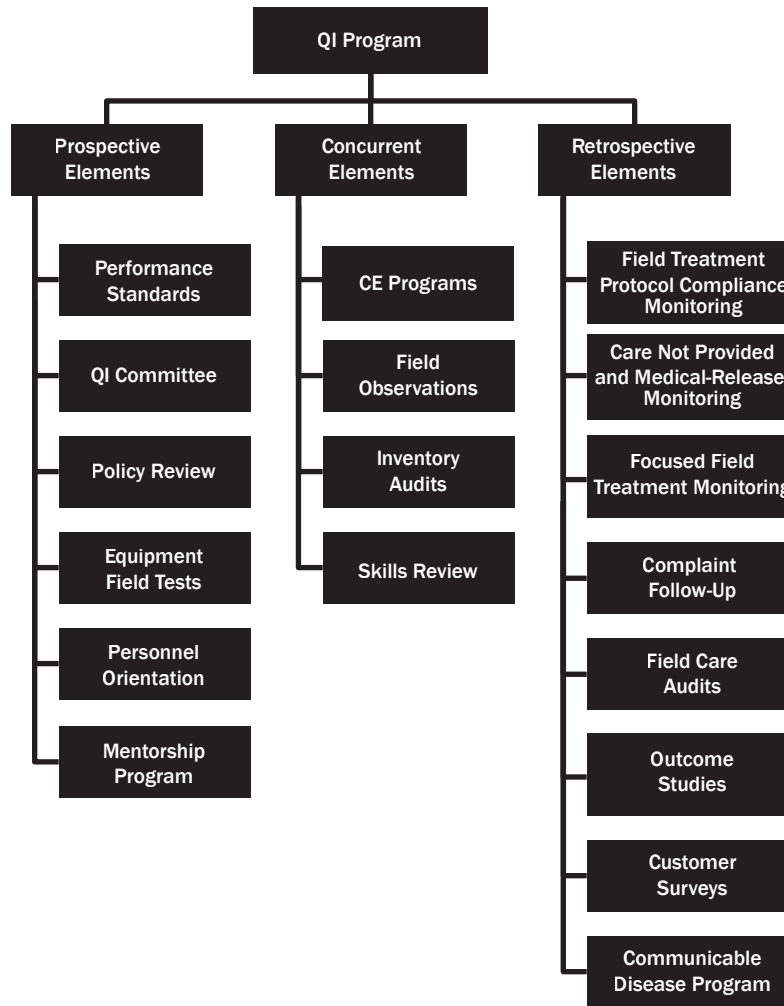 QI Program
Prospective
Elements
Performance
Standards
QI Committee
Policy Review
Equipment
Field Tests
Personnel
Orientation
Mentorship
Program
Concurrent
Elements
CE Programs
Field
Observations
Inventory
Audits
Skills Review
Retrospective
Elements
Field Treatment
Protocol Compliance
Monitoring
Care Not Provided
and Medical-Release
Monitoring
Focused Field
Treatment Monitoring
Complaint
Follow-Up
Field Care
Audits
Outcome
Studies
Customer
Surveys
Communicable
Disease Program